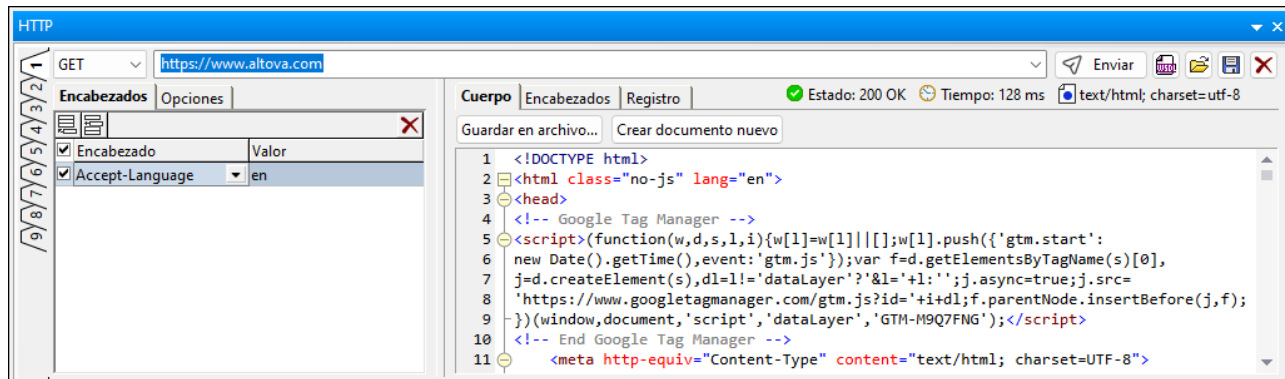 HTTP
GET https://www.altova.com Enviar
Encabezados Opciones
Encabezado Valor
Accept-Language en
1
2
3
4
5
6
7
8
9
Cuerpo Encabezados Registro Estado: 200 OK Tiempo: 128 ms text/html; charset=utf-8
Guardar en archivo... Crear documento nuevo
1 <!DOCTYPE html>
2 <html class="no-js" lang="en">
3 <head>
4 <!-- Google Tag Manager -->
5 <script>(function(w,d,s,l,i){w[l]=w[l]||[];w[l].push({'gtm.start':
6 new Date().getTime(),event:'gtm.js'});var f=d.getElementsByTagName(s)[0],
7 j=d.createElement(s),dl=l!='dataLayer'?'&l='+l:'';j.async=true;j.src=
8 'https://www.googletagmanager.com/gtm.js?id='+i+dl;f.parentNode.insertBefore(j,f);
9 })(window,document,'script','dataLayer','GTM-M9Q7FNG');</script>
10 <!-- End Google Tag Manager -->
11 <meta http-equiv="Content-Type" content="text/html; charset=UTF-8">